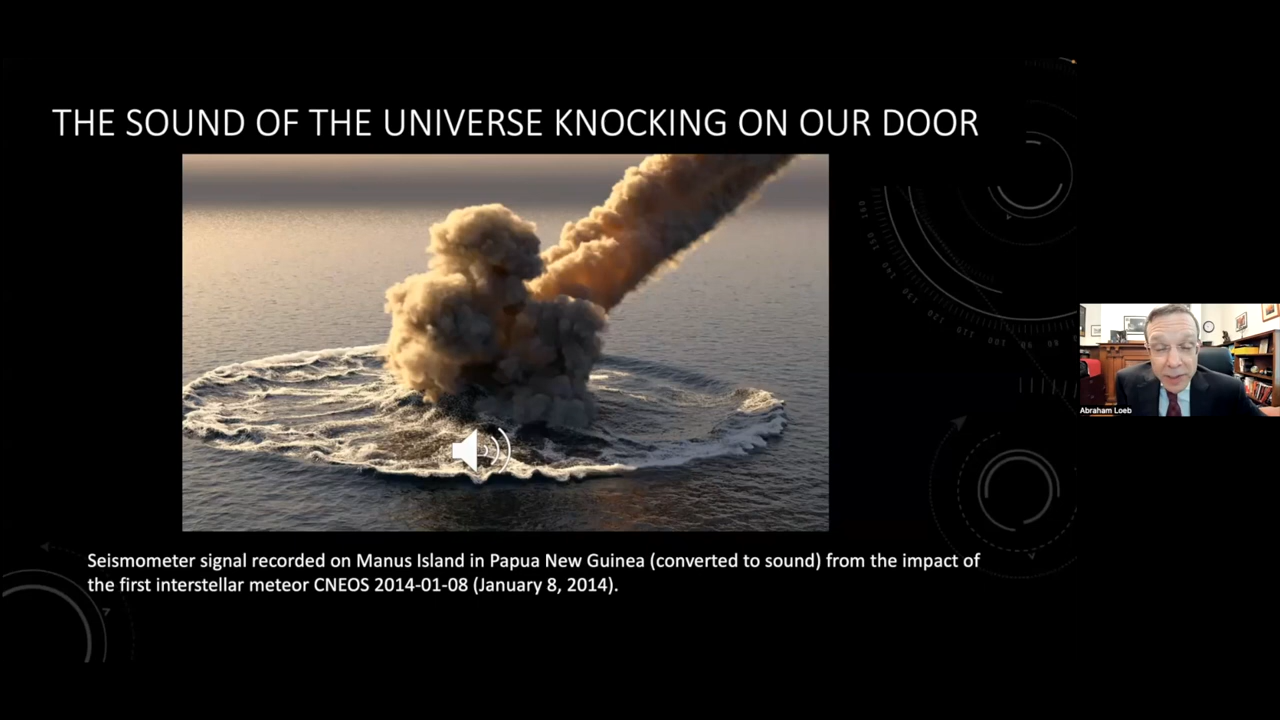 THE SOUND OF THE UNIVERSE KNOCKING ON OUR DOOR
Seismometer signal recorded on Manus Island in Papua New Guinea (converted to sound) from the impact of
the first interstellar meteor CNEOS 2014-01-08 (January 8, 2014).
Abraham Loeb